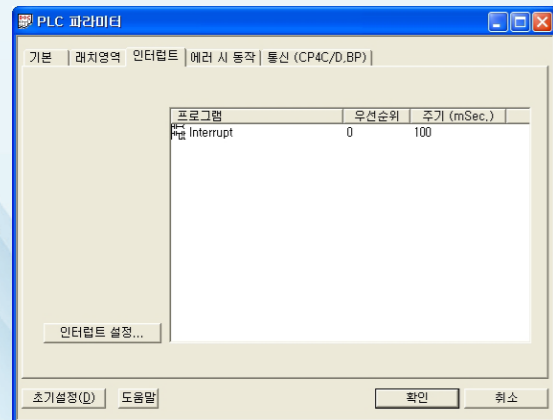 PLC 파라미터
기본 래치영역 인터럽트 에러 시 동작 통신 (CP4C/D,BP)
프로그램 우선순위 주기 (mSec.)
Interrupt 0 100
인터럽트 설정...
초기설정(D) 도움말 확인 취소